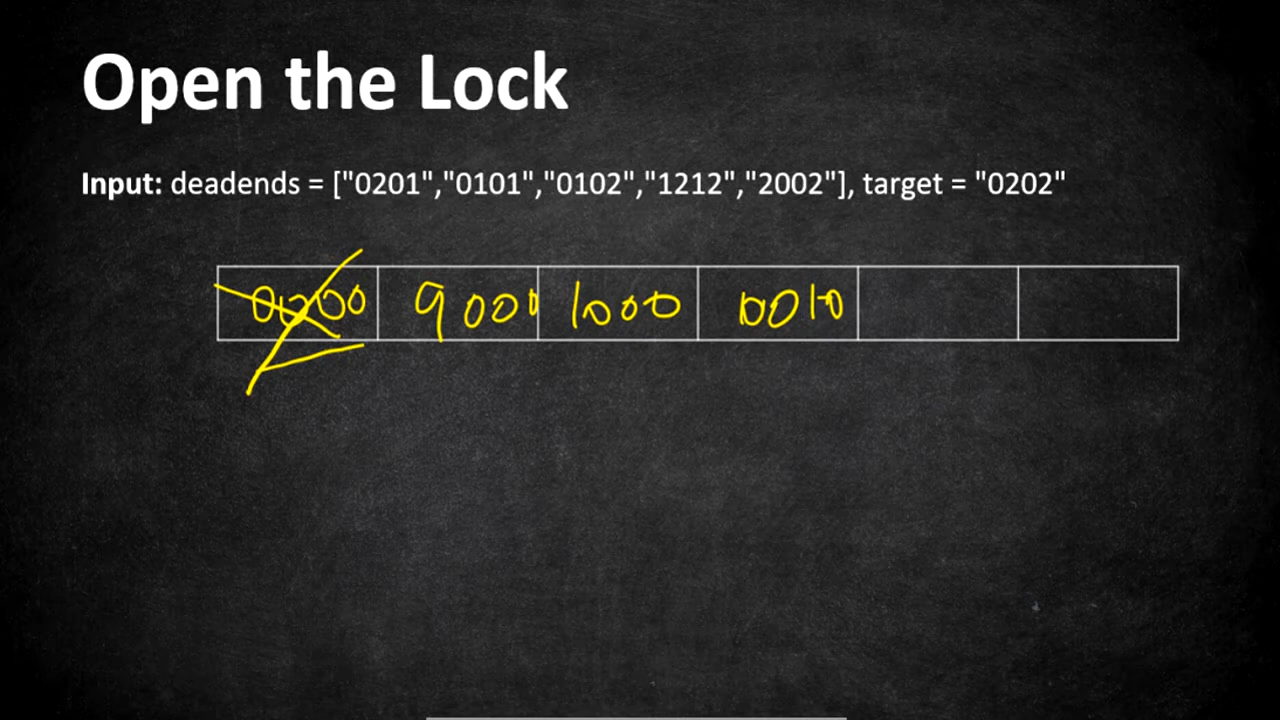 Open the Lock
Input: deadends = ["0201","0101","0102","1212","2002"], target = "0202"
0000 9000 1000 0010